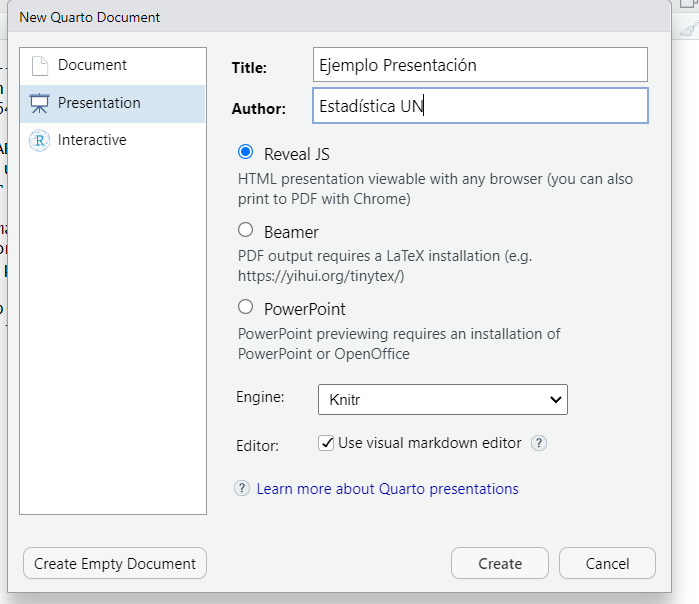 New Quarto Document
Document
Presentation
Interactive
Title: Ejemplo Presentación
Author: Estadística UN
Reveal JS
HTML presentation viewable with any browser (you can also
print to PDF with Chrome)
Beamer
PDF output requires a LaTeX installation (e.g.
https://yihui.org/tinytex/)
PowerPoint
PowerPoint previewing requires an installation of
PowerPoint or OpenOffice
Engine: Knitr
Editor: Use visual markdown editor ?
? Learn more about Quarto presentations
Create Empty Document
Create
Cancel